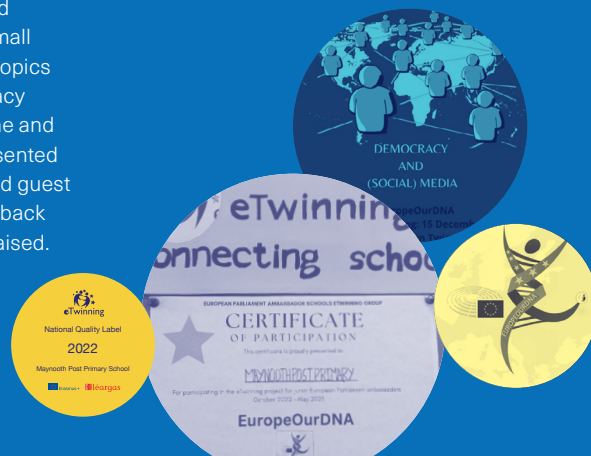 mall
opics
acy
ne and
sented
d guest
back
aised.
DEMOCRACY
AND
(SOCIAL) MEDIA
opeOurDNA
g: 15 Decemb
eTwinning
onnecting schoo
EUROPEAN PARLIAMENT AMBASSADOR SCHOOLS ETWINNING GROUP
CERTIFICATE
OF PARTICIPATION
This certificate is proudly presented to
MAYNOOTH POST PRIMARY
For participating in the eTwinning project for junior European Parliament ambassadors
October 2022 - May 2023
EuropeOurDNA
eTwinning
National Quality Label
2022
Maynooth Post Primary School
Erasmus+
léargas
EUROPEOURDNA